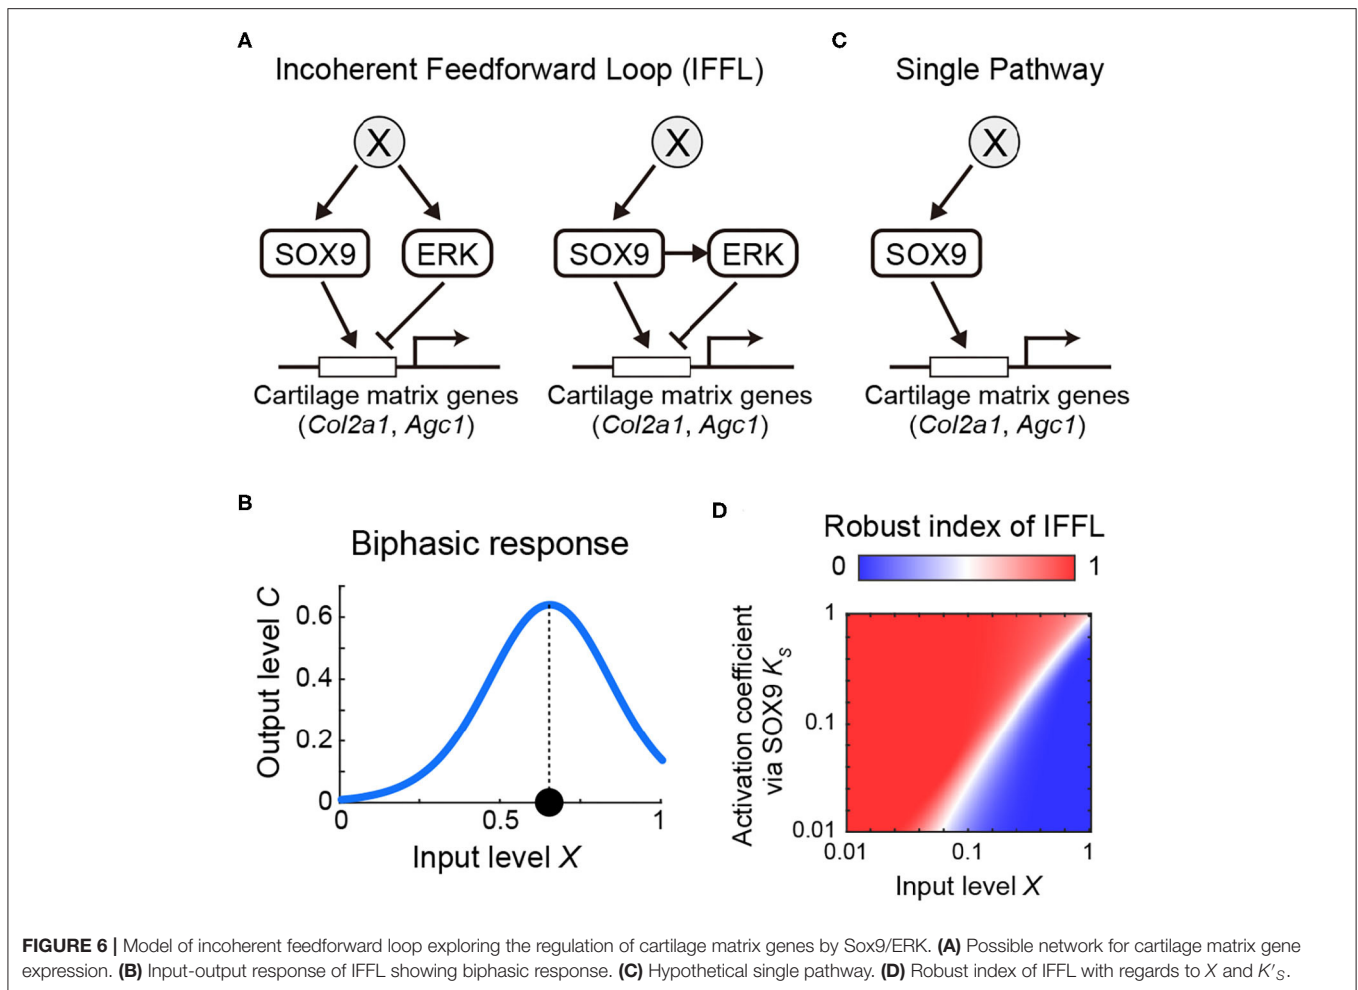 A
Incoherent Feedforward Loop (IFFL)
X
SOX9
ERK
Cartilage matrix genes
(Col2a1, Agc1)
X
SOX9
ERK
Cartilage matrix genes
(Col2a1, Agc1)
C
Single Pathway
X
SOX9
Cartilage matrix genes
(Col2a1, Agc1)
B
Biphasic response
Output level C
0.6
0.4
0.2
0
0
0.5
1
Input level X
D
Robust index of IFFL
0
1
Activation coefficient
via SOX9 KS
1
0.1
0.01
0.01
0.1
1
Input level X
FIGURE 6 | Model of incoherent feedforward loop exploring the regulation of cartilage matrix genes by Sox9/ERK. (A) Possible network for cartilage matrix gene
expression. (B) Input-output response of IFFL showing biphasic response. (C) Hypothetical single pathway. (D) Robust index of IFFL with regards to X and K′S.